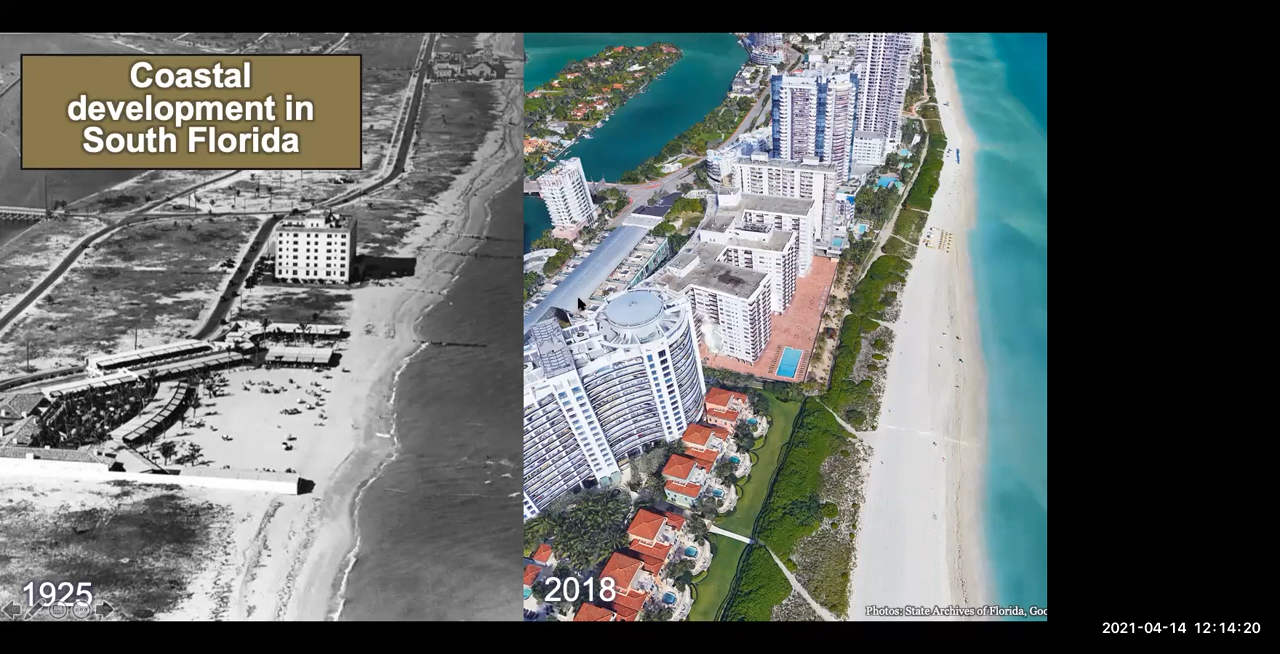 Coastal
development in
South Florida
1925
2018
Photos: State Archives of Florida, Goo
2021-04-14 12:14:20